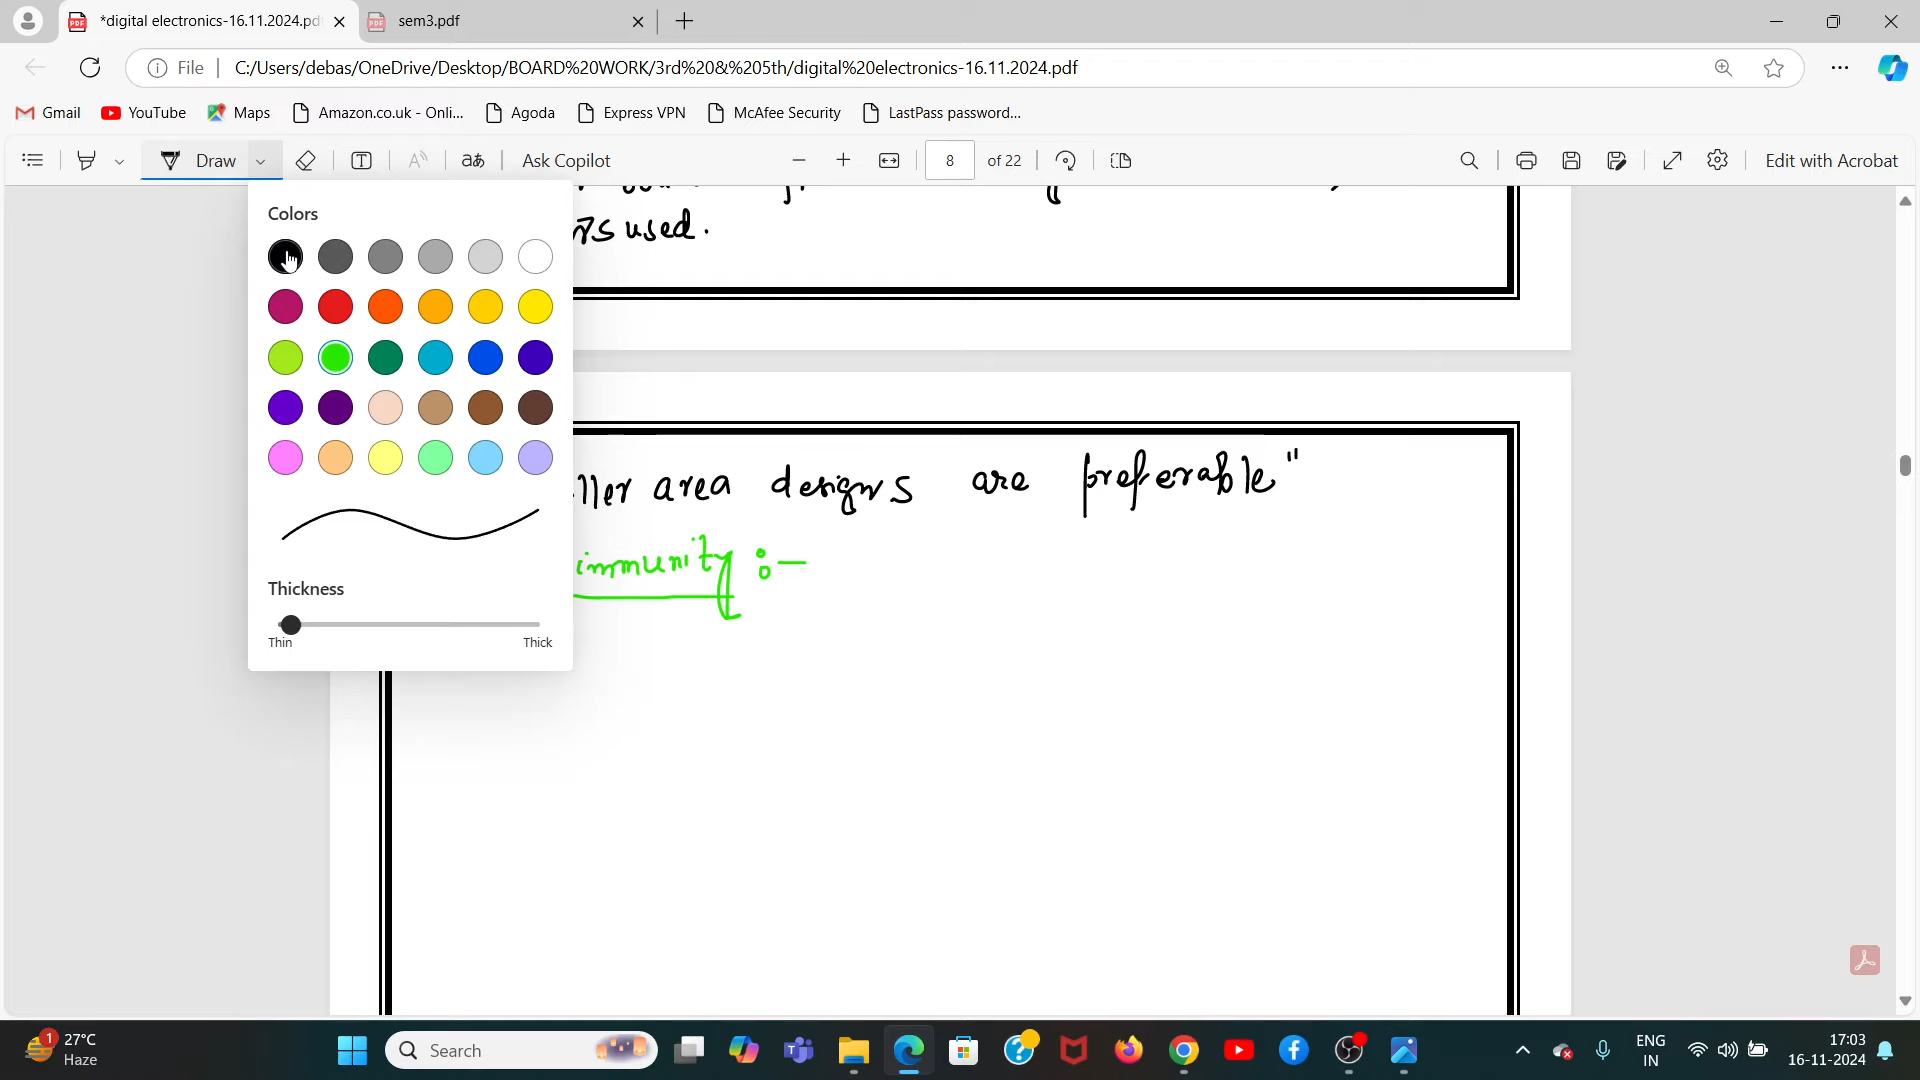 *digital electronics-16.11.2024.pd
sem3.pdf
File
C:/Users/debas/OneDrive/Desktop/BOARD%20WORK/3rd%20&%205th/digital%20electronics-16.11.2024.pdf
Gmail
YouTube
Maps
Amazon.co.uk - Onli...
Agoda
Express VPN
McAfee Security
LastPass password...
Draw
Ask Copilot
8 of 22
Edit with Acrobat
Colors
used.
ller area designs are preferable"
immunity :-
Thickness
Thin
Thick
1
27°C
Haze
Search
ENG
IN
17:03
16-11-2024